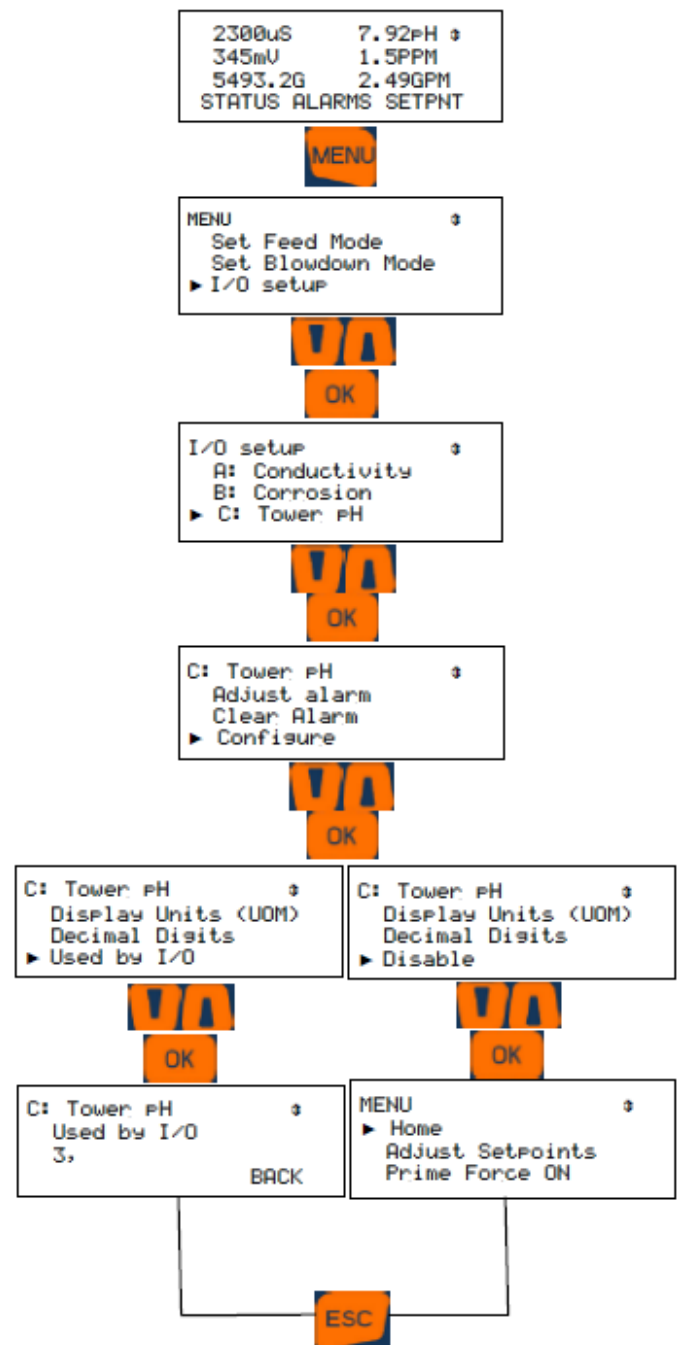 2300uS 7.92pH
345mV 1.5PPM
5493.2G 2.49GPM
STATUS ALARMS SETPNT
MENU
MENU
Set Feed Mode
Set Blowdown Mode
I/O setup
OK
I/O setup
A: Conductivity
B: Corrosion
C: Tower pH
OK
C: Tower pH
Adjust alarm
Clear Alarm
Configure
OK
C: Tower pH
Display Units (UOM)
Decimal Digits
Used by I/O
OK
C: Tower pH
Used by I/O
3,
BACK
C: Tower pH
Display Units (UOM)
Decimal Digits
Disable
OK
MENU
Home
Adjust Setpoints
Prime Force ON
ESC